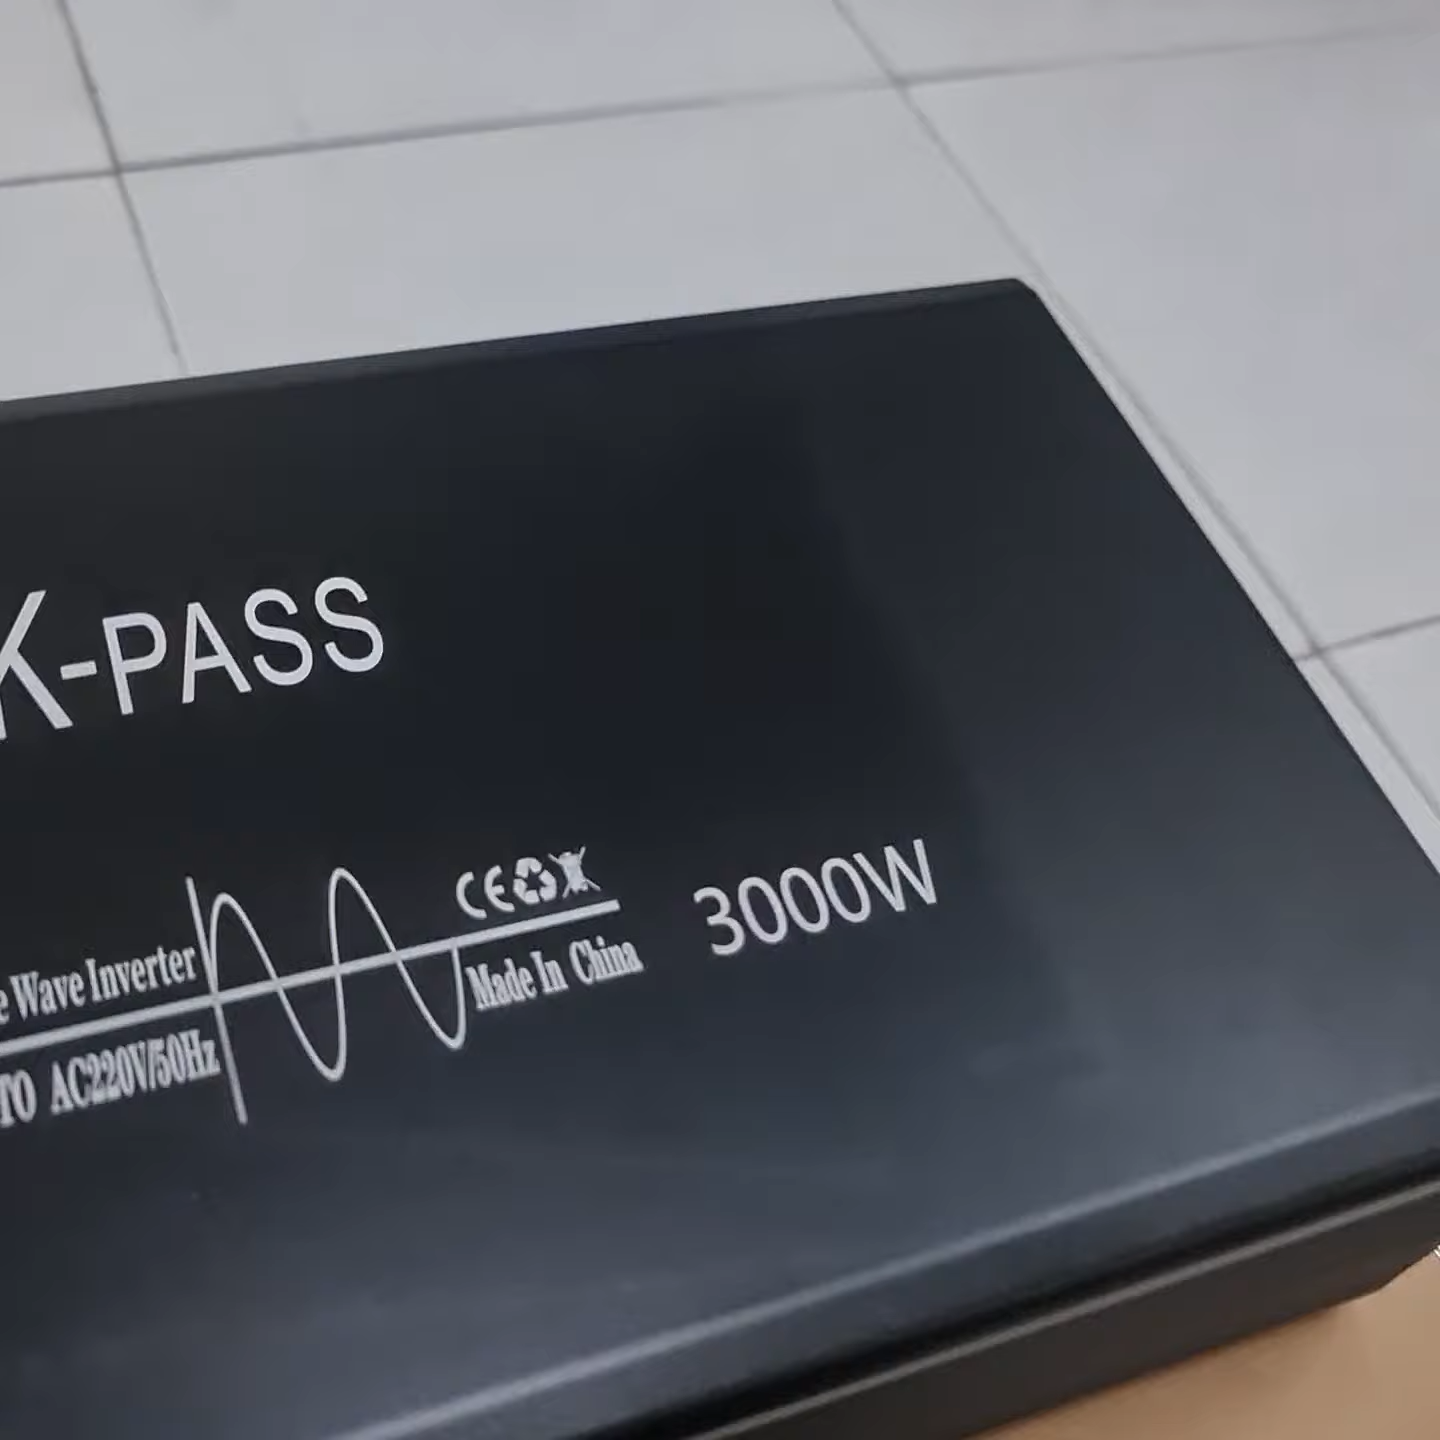 K-PASS
CE
3000W
e Wave Inverter
Made In China
TO AC220V/50Hz